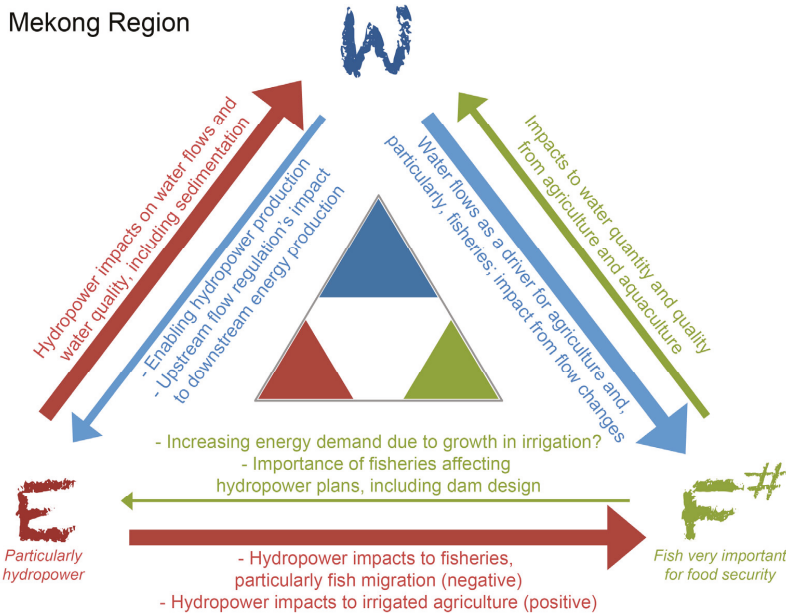 Mekong Region
W
Hydropower impacts on water flows and
water quality, including sedimentation
- Enabling hydropower production
- Upstream flow regulation's impact
to downstream energy production
Water flows as a driver for agriculture and,
particularly, fisheries; impact from flow changes
Impacts to water quantity and quality
from agriculture and aquaculture
- Increasing energy demand due to growth in irrigation?
- Importance of fisheries affecting
hydropower plans, including dam design
E
Particularly
hydropower
F#
Fish very important
for food security
- Hydropower impacts to fisheries,
particularly fish migration (negative)
- Hydropower impacts to irrigated agriculture (positive)